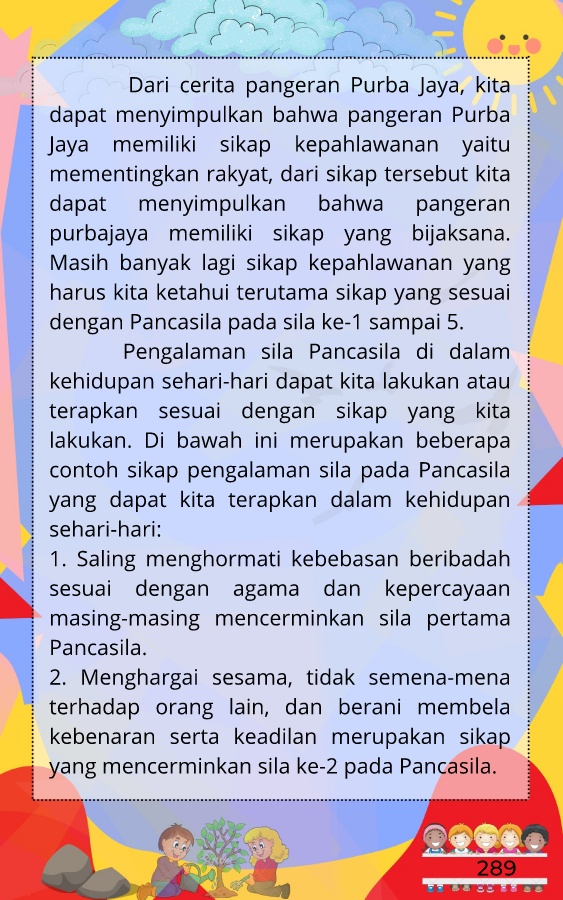 Dari cerita pangeran Purba Jaya, kita
dapat menyimpulkan bahwa pangeran Purba
Jaya memiliki sikap kepahlawanan yaitu
mementingkan rakyat, dari sikap tersebut kita
dapat menyimpulkan bahwa pangeran
purbajaya memiliki sikap yang bijaksana.
Masih banyak lagi sikap kepahlawanan yang
harus kita ketahui terutama sikap yang sesuai
dengan Pancasila pada sila ke-1 sampai 5.
Pengalaman sila Pancasila di dalam
kehidupan sehari-hari dapat kita lakukan atau
terapkan sesuai dengan sikap yang kita
lakukan. Di bawah ini merupakan beberapa
contoh sikap pengalaman sila pada Pancasila
yang dapat kita terapkan dalam kehidupan
sehari-hari:
1. Saling menghormati kebebasan beribadah
sesuai dengan agama dan kepercayaan
masing-masing mencerminkan sila pertama
Pancasila.
2. Menghargai sesama, tidak semena-mena
terhadap orang lain, dan berani membela
kebenaran serta keadilan merupakan sikap
yang mencerminkan sila ke-2 pada Pancasila.
289